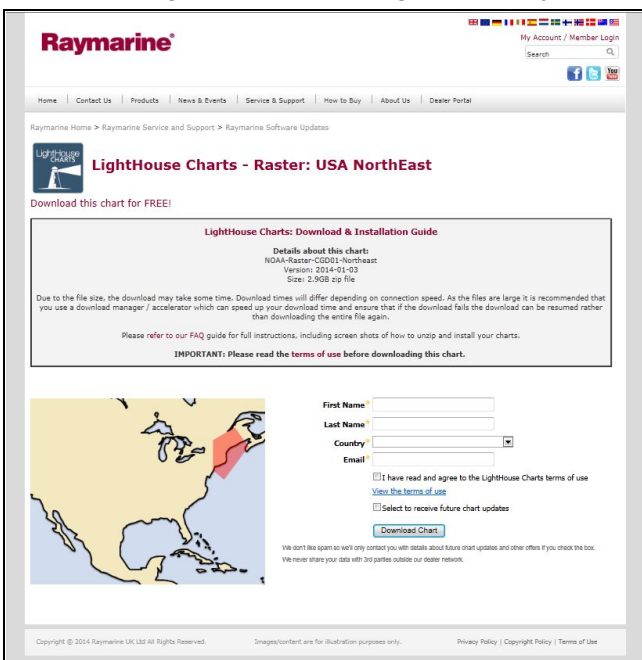 Raymarine®
My Account / Member Login
Search
You
Home | Contact Us | Products | News & Events | Service & Support | How to Buy | About Us | Dealer Portal
Raymarine Home > Raymarine Service and Support > Raymarine Software Updates
LightHouse
CHARTS
LightHouse Charts - Raster: USA NorthEast
Download this chart for FREE!
LightHouse Charts: Download & Installation Guide
Details about this chart:
NOAA-Raster-CGD01-Northeast
Version: 2014-01-03
Size: 2.9GB zip file
Due to the file size, the download may take some time. Download times will differ depending on connection speed. As the files are large it is recommended that
you use a download manager / accelerator which can speed up your download time and ensure that if the download fails the download can be resumed rather
than downloading the entire file again.
Please refer to our FAQ guide for full instructions, including screen shots of how to unzip and install your charts.
IMPORTANT: Please read the terms of use before downloading this chart.
First Name*
Last Name*
Country*
Email*
I have read and agree to the LightHouse Charts terms of use
View the terms of use
Select to receive future chart updates
Download Chart
We don't like spam so we'll only contact you with details about future chart updates and other offers if you check the box.
We never share your data with 3rd parties outside our dealer network.
Copyright © 2014 Raymarine UK Ltd All Rights Reserved.
Images/content are for illustration purposes only.
Privacy Policy | Copyright Policy | Terms of Use